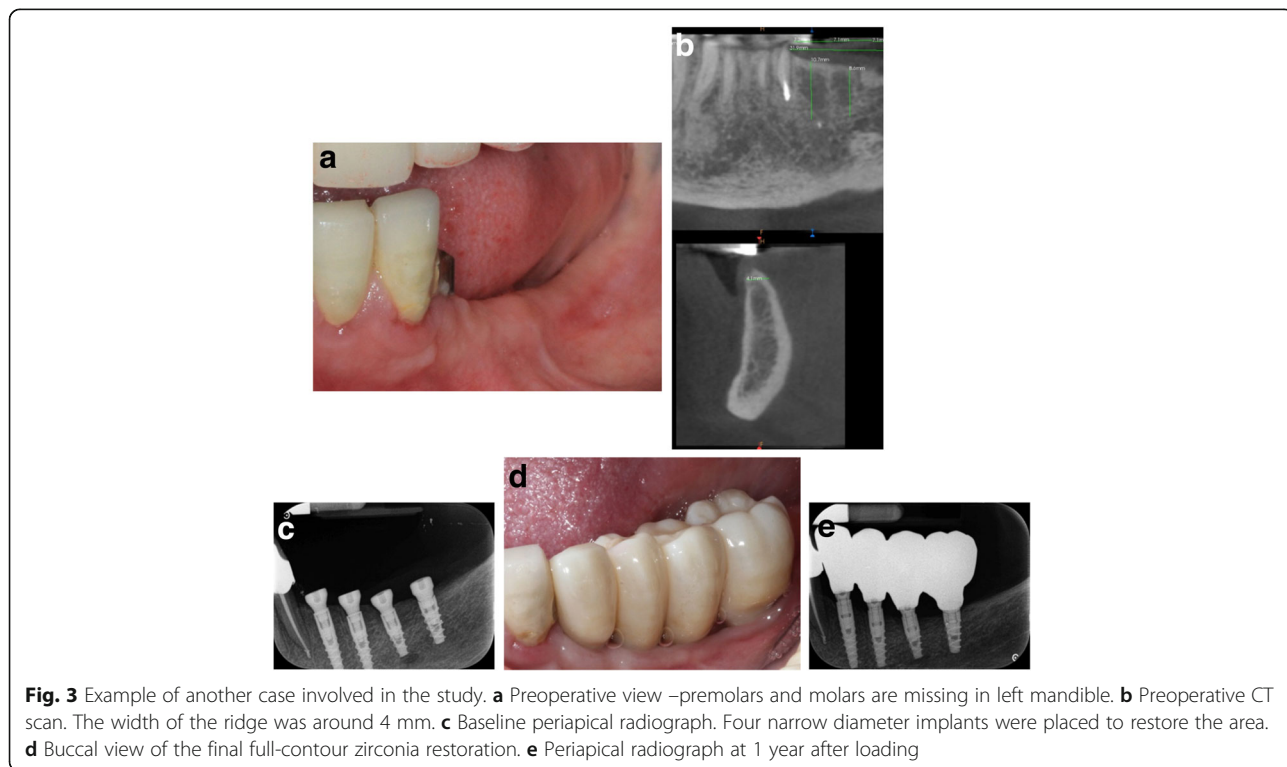 a
b
7.1mm
c
d
e
Fig. 3 Example of another case involved in the study. a Preoperative view –premolars and molars are missing in left mandible. b Preoperative CT
scan. The width of the ridge was around 4 mm. c Baseline periapical radiograph. Four narrow diameter implants were placed to restore the area.
d Buccal view of the final full-contour zirconia restoration. e Periapical radiograph at 1 year after loading